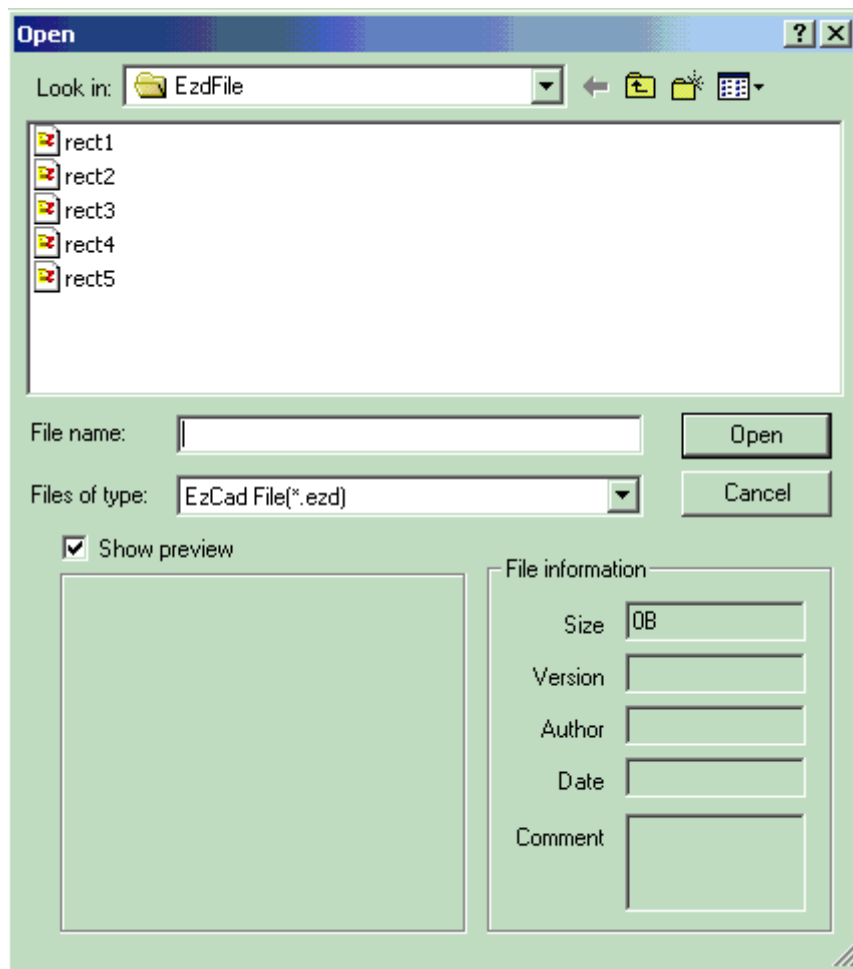 Open
Look in: EzdFile
rect1
rect2
rect3
rect4
rect5
File name: Open
Files of type: EzCad File(*.ezd) Cancel
Show preview
File information
Size 0B
Version
Author
Date
Comment